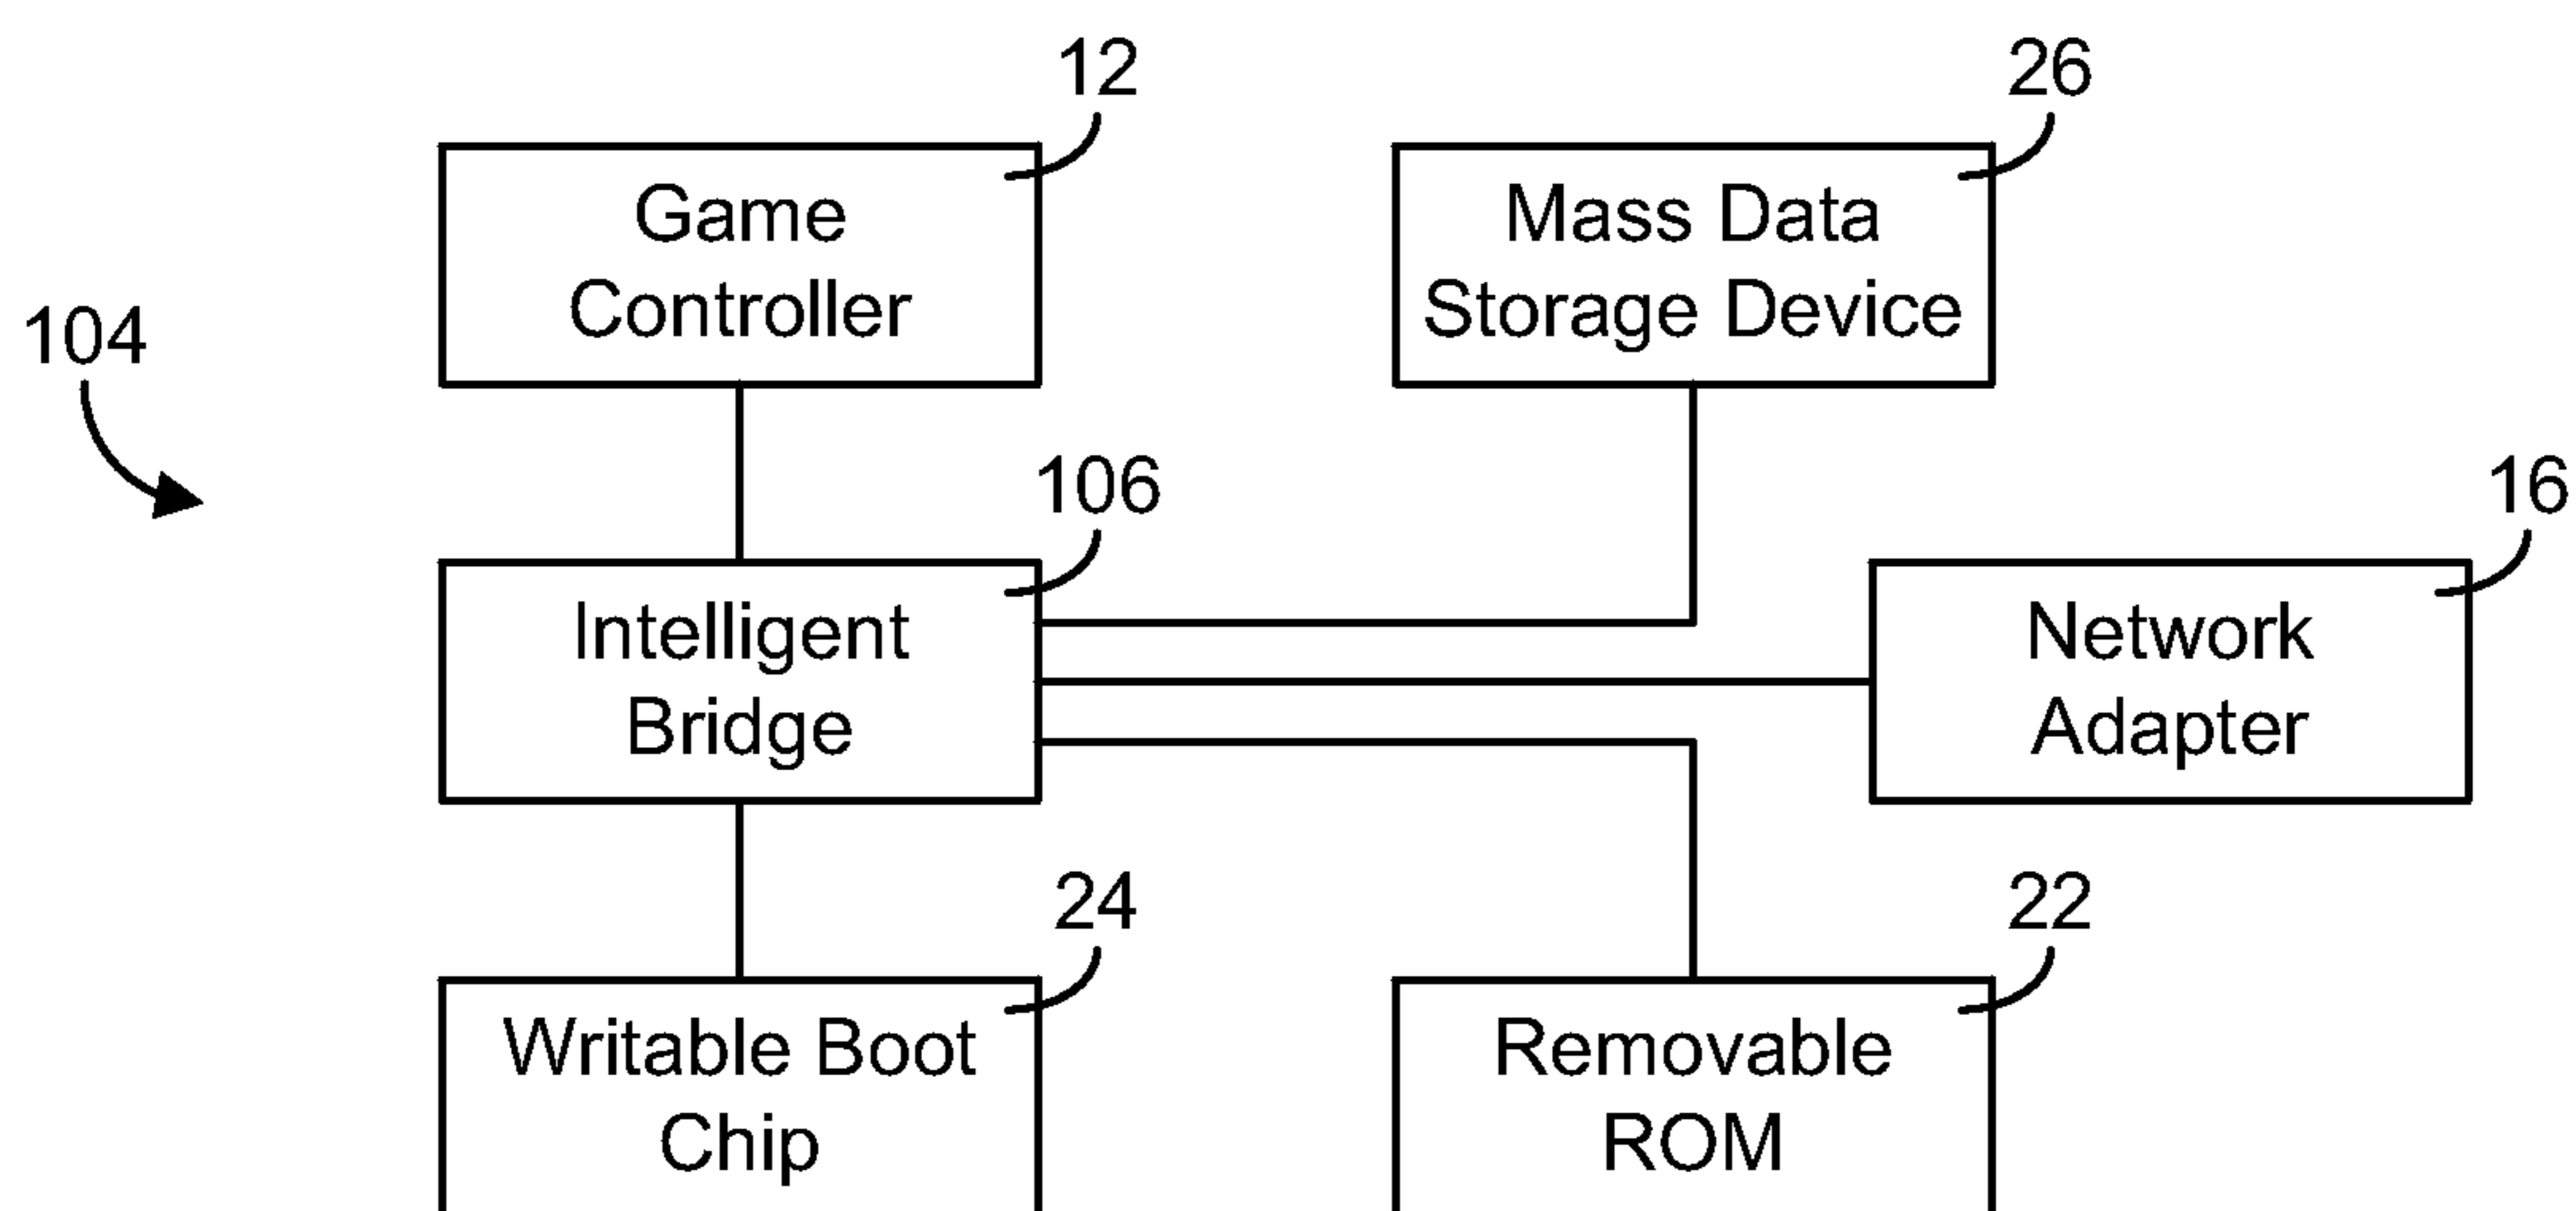 12
26
Game
Controller
Mass Data
Storage Device
104
106
16
Intelligent
Bridge
Network
Adapter
24
22
Writable Boot
Chip
Removable
ROM